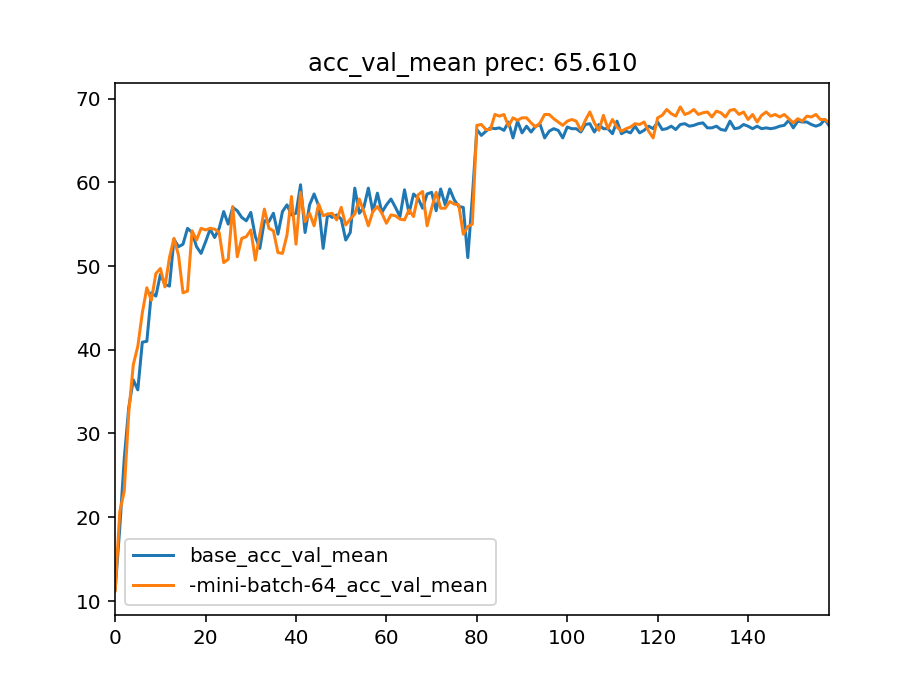 acc_val_mean prec: 65.610
70
60
50
40
30
20
10
base_acc_val_mean
-mini-batch-64_acc_val_mean
0 20 40 60 80 100 120 140